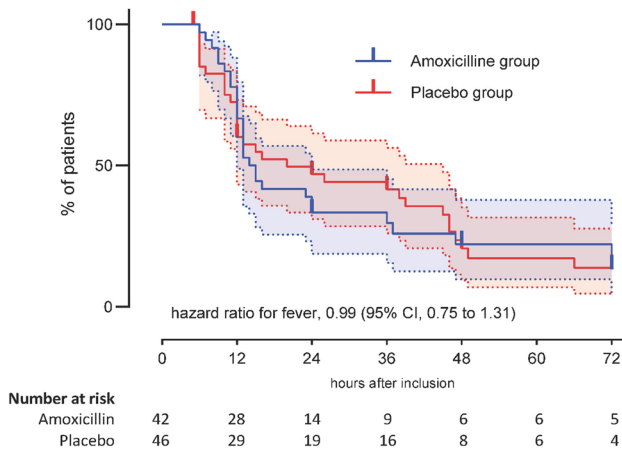 100
Amoxicilline group
Placebo group
% of patients
50
0
hazard ratio for fever, 0.99 (95% CI, 0.75 to 1.31)
0 12 24 36 48 60 72
hours after inclusion
Number at risk
Amoxicillin 42 28 14 9 6 6 5
Placebo 46 29 19 16 8 6 4